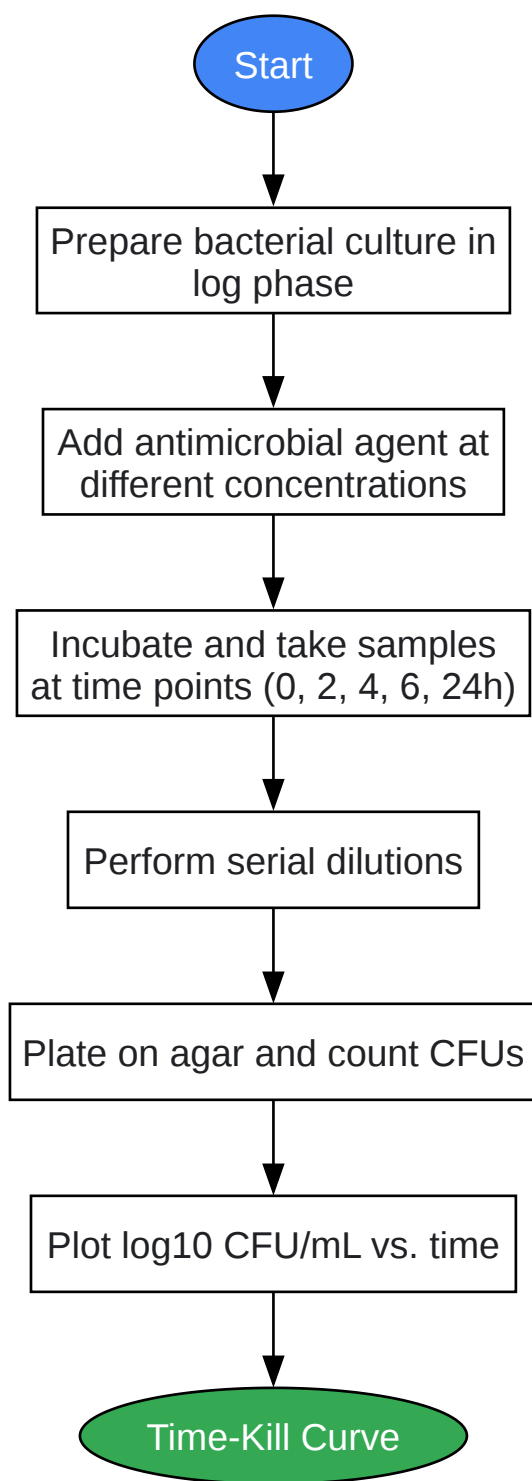 Start
Prepare bacterial culture in
log phase
Add antimicrobial agent at
different concentrations
Incubate and take samples
at time points (0, 2, 4, 6, 24h)
Perform serial dilutions
Plate on agar and count CFUs
Plot log10 CFU/mL vs. time
Time-Kill Curve